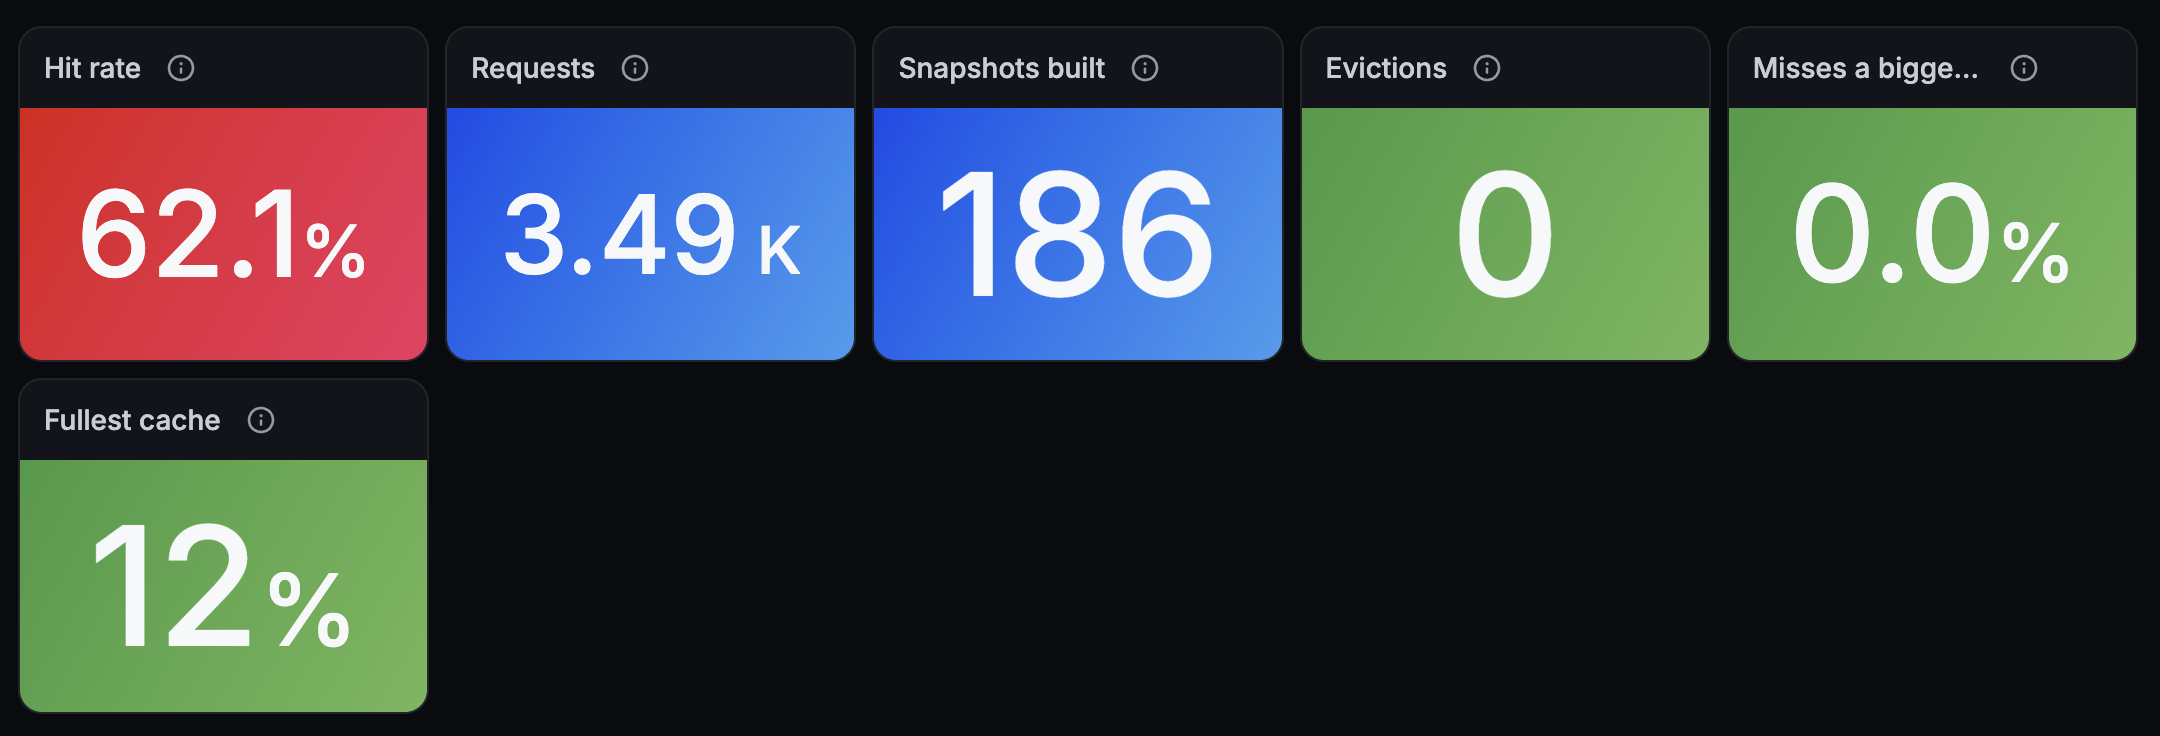 Hit rate
62.1%
Requests
3.49 K
Snapshots built
186
Evictions
0
Misses a bigge...
0.0%
Fullest cache
12%